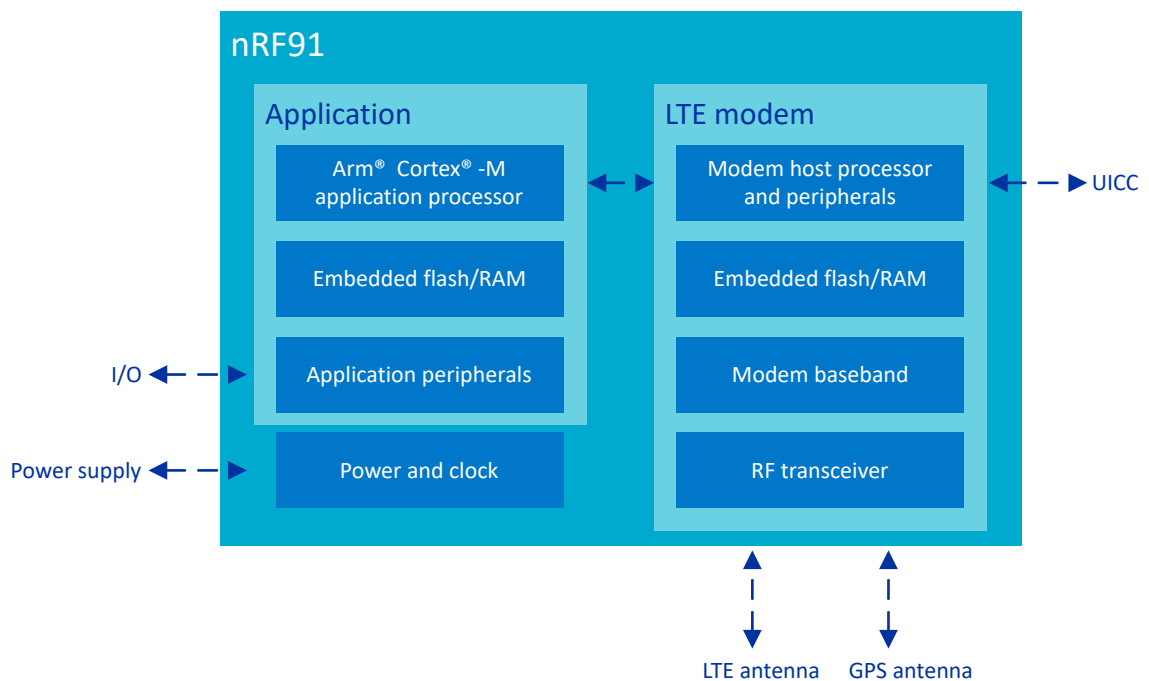 nRF91
Application
Arm® Cortex® -M
application processor
Embedded flash/RAM
Application peripherals
Power and clock
LTE modem
Modem host processor
and peripherals
Embedded flash/RAM
Modem baseband
RF transceiver
UICC
I/O
Power supply
LTE antenna
GPS antenna